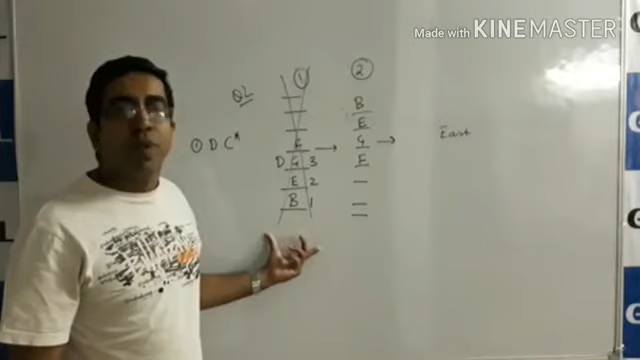 Made with KINEMASTER
Q2
①
②
① D C
B
E
E G → East
D G 3 → E
E 2
B 1